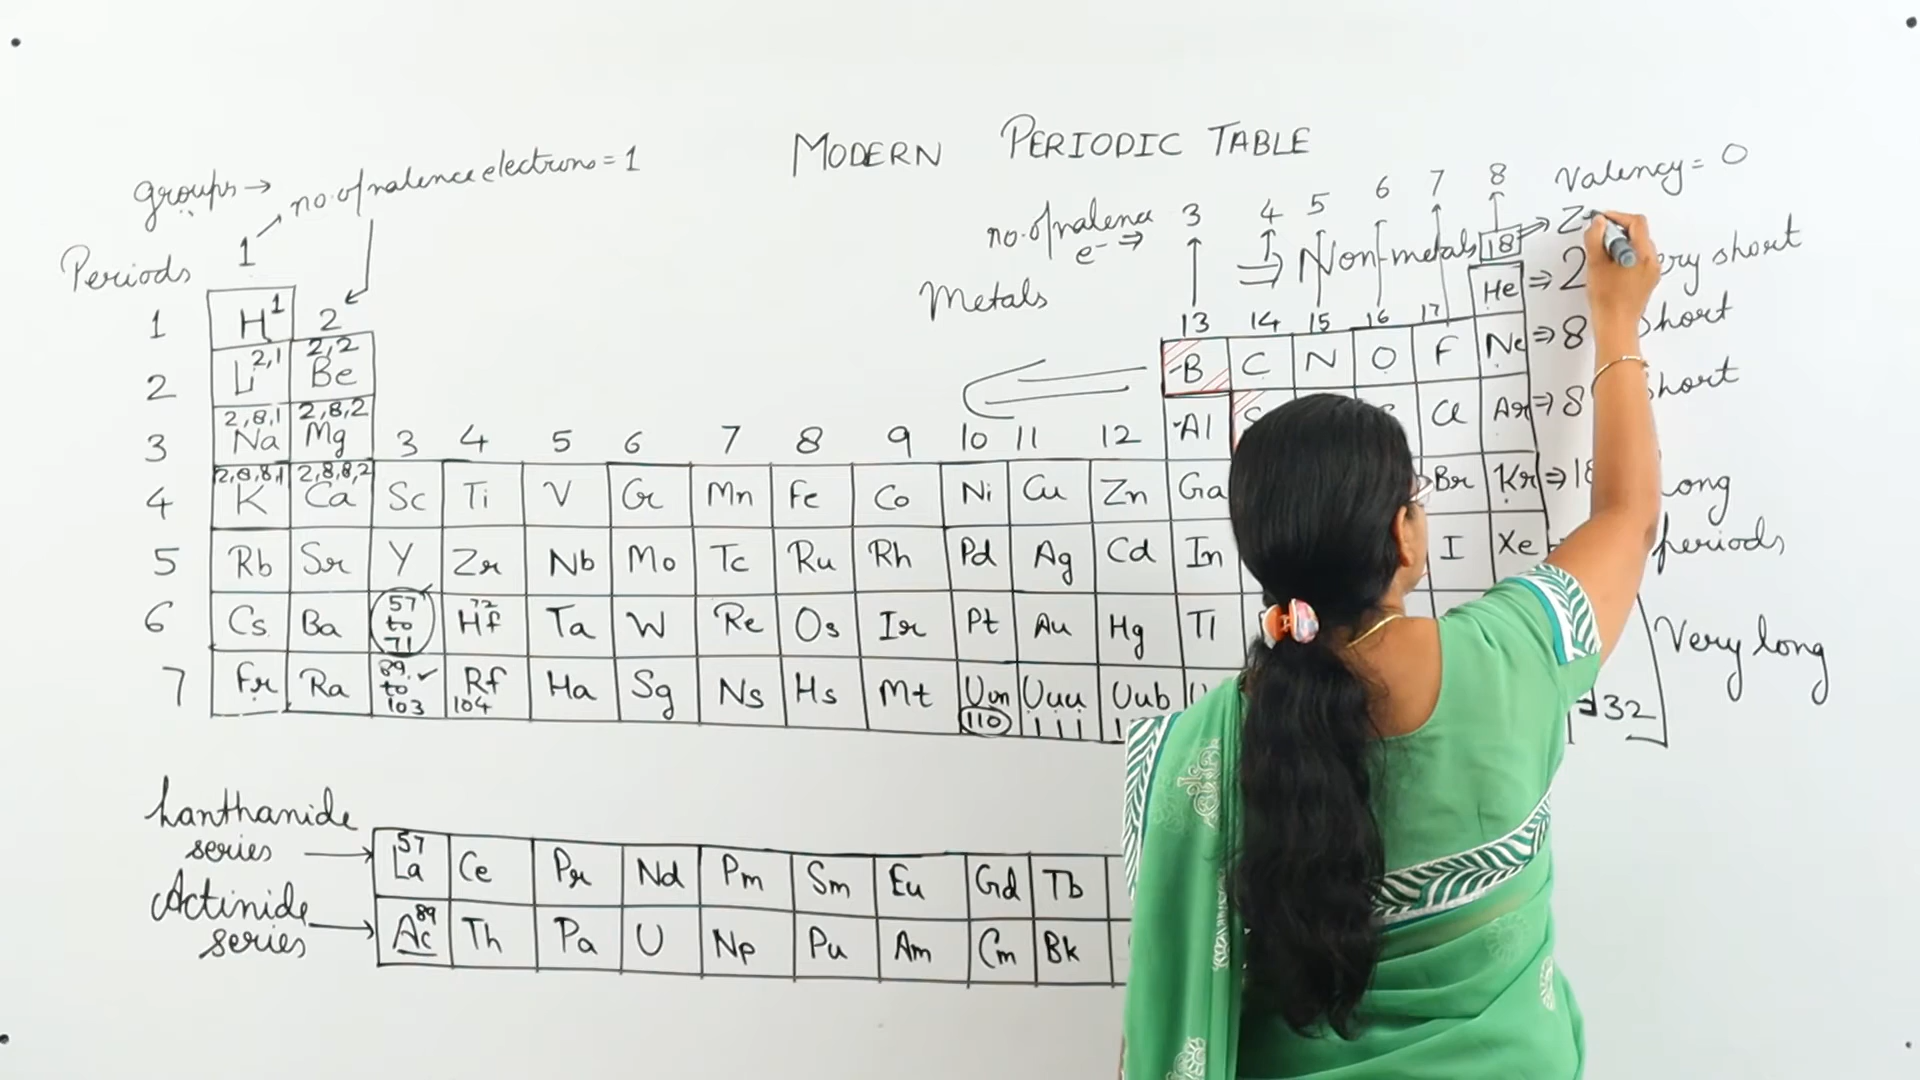 MODERN PERIODIC TABLE
groups → no. of valence electrons = 1
no. of valence e⁻ ⇒ 3 4 5 6 7 8 Valency = 0
Metals ⇒ Non-metals 18 ⇒
Periods 1
1 H¹ 2 13 14 15 16 17 He ⇒ 2 very short
2 Li 2,1 Be 2,2 B C N O F Ne ⇒ 8 short
3 Na 2,8,1 Mg 2,8,2 3 4 5 6 7 8 9 10 11 12 Al Cl Ar ⇒ 8 short
4 K 2,8,8,1 Ca 2,8,8,2 Sc Ti V Cr Mn Fe Co Ni Cu Zn Ga Br Kr ⇒ 18 long
5 Rb Sr Y Zr Nb Mo Tc Ru Rh Pd Ag Cd In I Xe periods
6 Cs Ba 57 to 71 72 Hf Ta W Re Os Ir Pt Au Hg Tl Very long
7 Fr Ra 89 to 103 Rf 104 Ha Sg Ns Hs Mt Uun 110 Uuu 111 Uub 32
Lanthanide series → 57 La Ce Pr Nd Pm Sm Eu Gd Tb
Actinide series → Ac 89 Th Pa U Np Pu Am Cm Bk